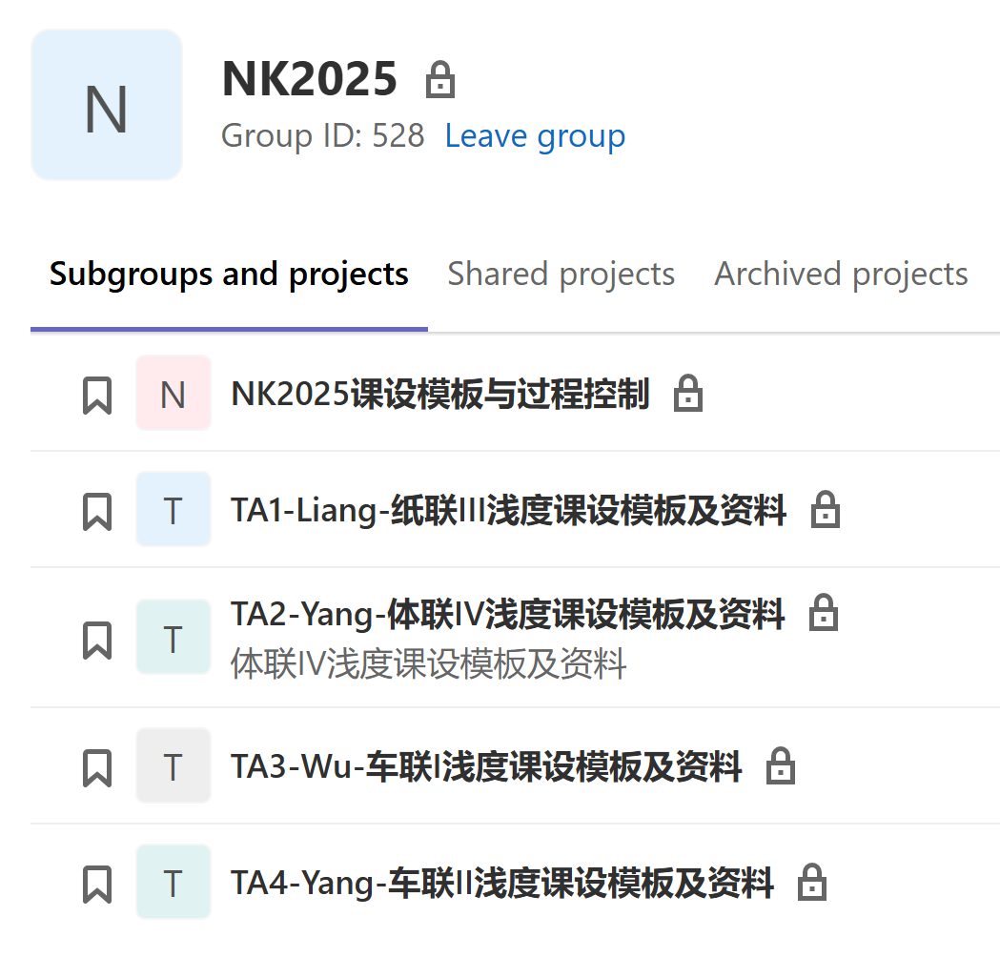 N
NK2025
Group ID: 528 Leave group
Subgroups and projects Shared projects Archived projects
N NK2025课设模板与过程控制
T TA1-Liang-纸联III浅度课设模板及资料
T TA2-Yang-体联IV浅度课设模板及资料
体联IV浅度课设模板及资料
T TA3-Wu-车联I浅度课设模板及资料
T TA4-Yang-车联II浅度课设模板及资料